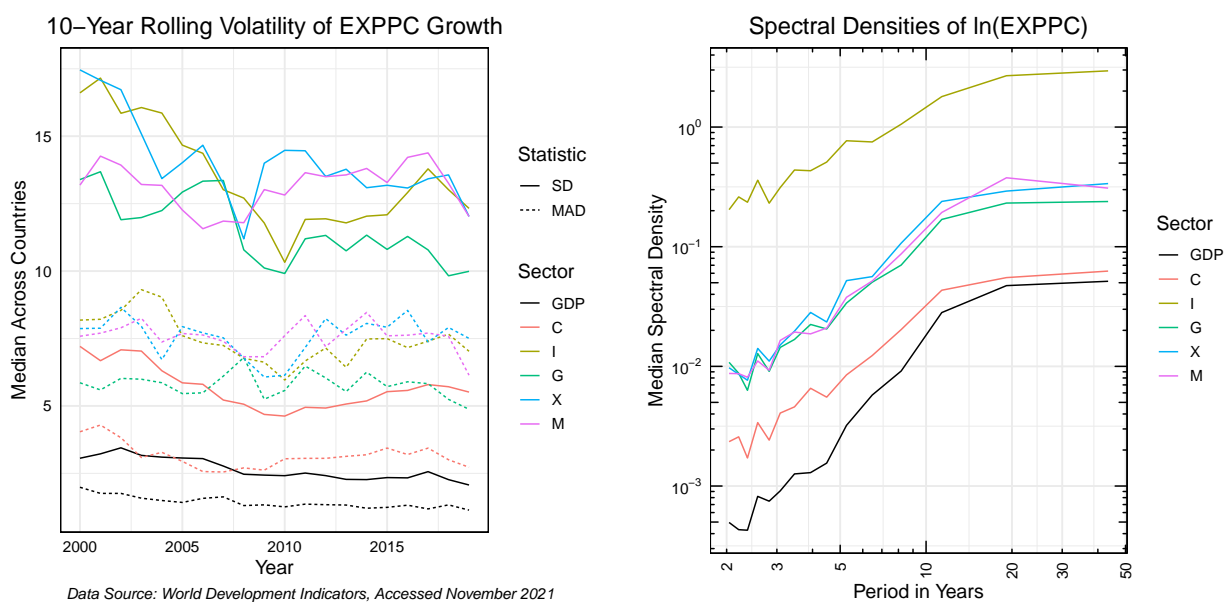 10−Year Rolling Volatility of EXPPC Growth
Median Across Countries
15
10
5
2000
2005
2010
2015
Year
Data Source: World Development Indicators, Accessed November 2021
Statistic
SD
MAD
Sector
GDP
C
I
G
X
M
Spectral Densities of ln(EXPPC)
Median Spectral Density
10^0
10^−1
10^−2
10^−3
2
3
5
10
20
30
50
Period in Years
Sector
GDP
C
I
G
X
M